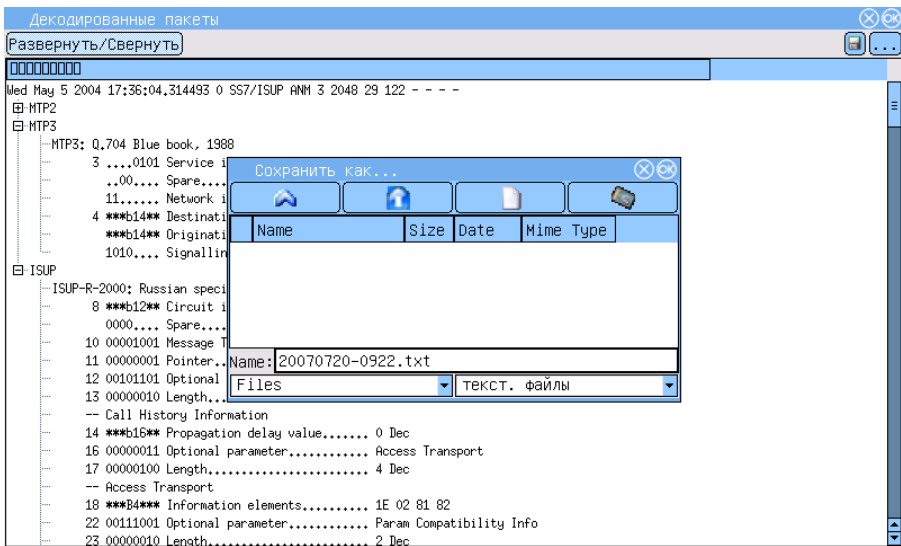 Декодированные пакеты
OK
Развернуть/Свернуть
...
Wed May 5 2004 17:36:04.314493 0 SS7/ISUP ANM 3 2048 29 122 - - - -
MTP2
MTP3
MTP3: Q.704 Blue book, 1988
3 ....0101 Service i
..00.... Spare....
11...... Network i
4 ***b14** Destinati
***b14** Originati
1010.... Signallin
ISUP
ISUP-R-2000: Russian speci
8 ***b12** Circuit i
0000.... Spare....
10 00001001 Message T
11 00000001 Pointer..
12 00101101 Optional
13 00000010 Length...
-- Call History Information
14 ***b16** Propagation delay value....... 0 Dec
16 00000011 Optional parameter............ Access Transport
17 00000100 Length........................ 4 Dec
-- Access Transport
18 ***B4*** Information elements.......... 1E 02 81 82
22 00111001 Optional parameter............ Param Compatibility Info
23 00000010 Length........................ 2 Dec
Сохранить как...
OK
Name Size Date Mime Type
Name: 20070720-0922.txt
Files текст. файлы